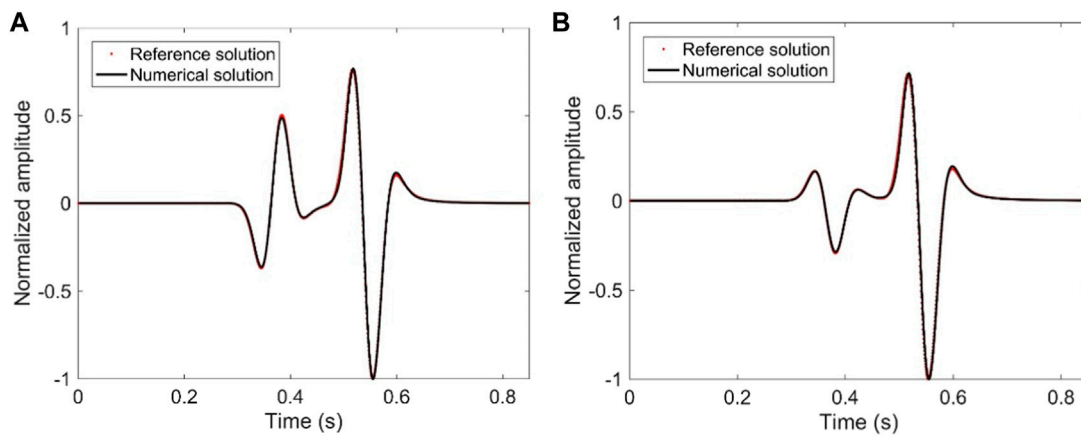 A
Reference solution
Numerical solution
Normalized amplitude
1
0.5
0
-0.5
-1
0
0.2
0.4
0.6
0.8
Time (s)
B
Reference solution
Numerical solution
Normalized amplitude
1
0.5
0
-0.5
-1
0
0.2
0.4
0.6
0.8
Time (s)